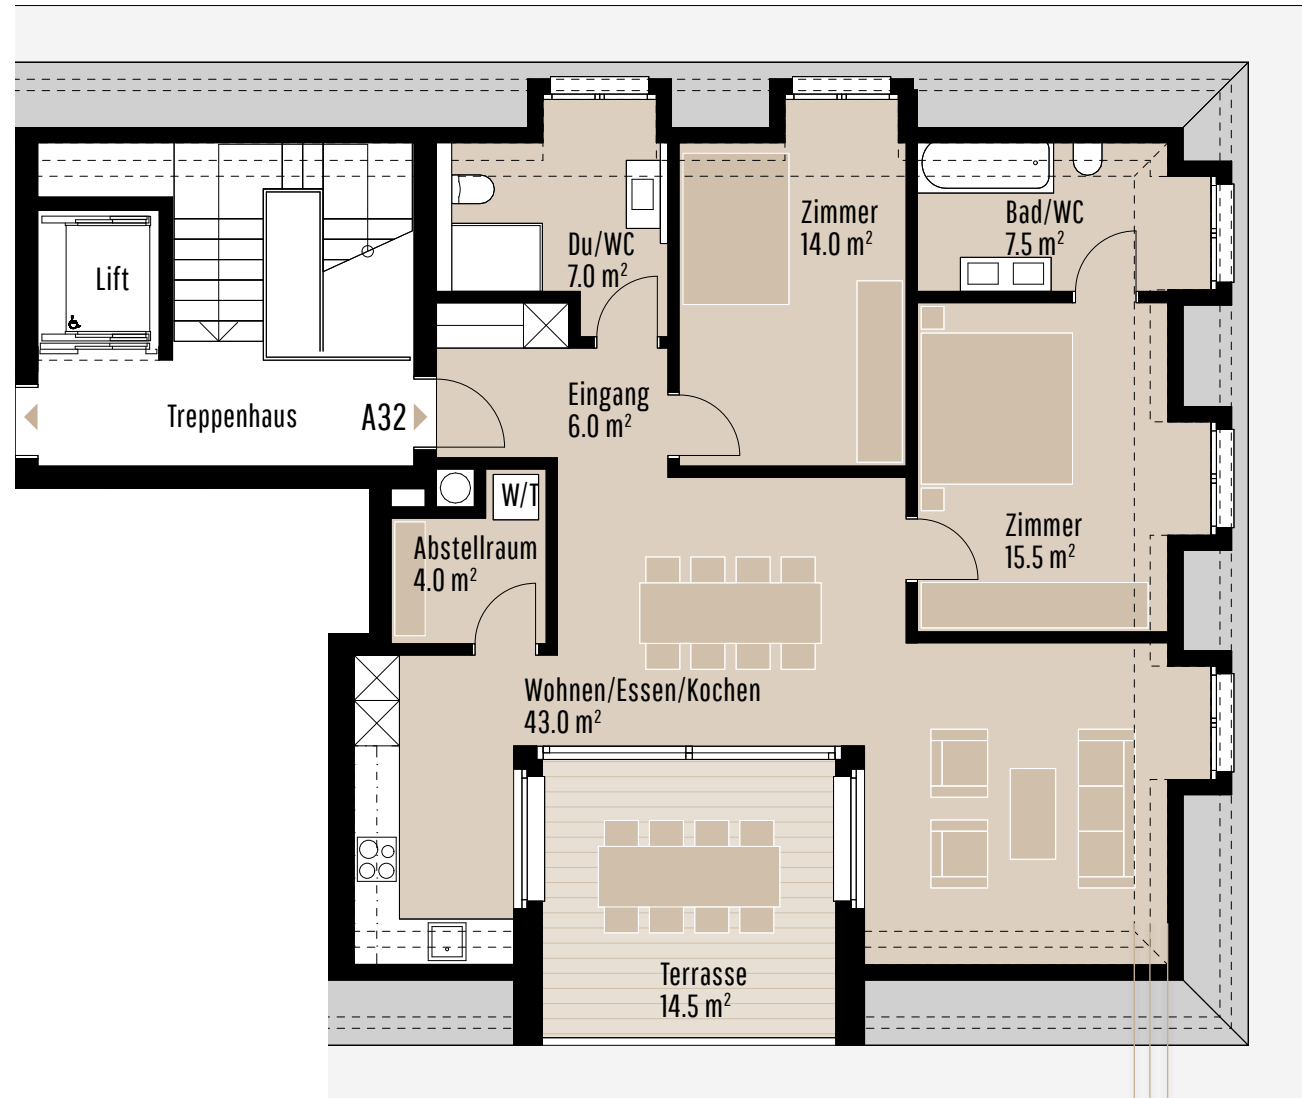 Zimmer
14.0 m²
Bad/WC
7.5 m²
Du/WC
7.0 m²
Lift
Eingang
6.0 m²
Treppenhaus
A32
W/T
Abstellraum
4.0 m²
Zimmer
15.5 m²
Wohnen/Essen/Kochen
43.0 m²
Terrasse
14.5 m²